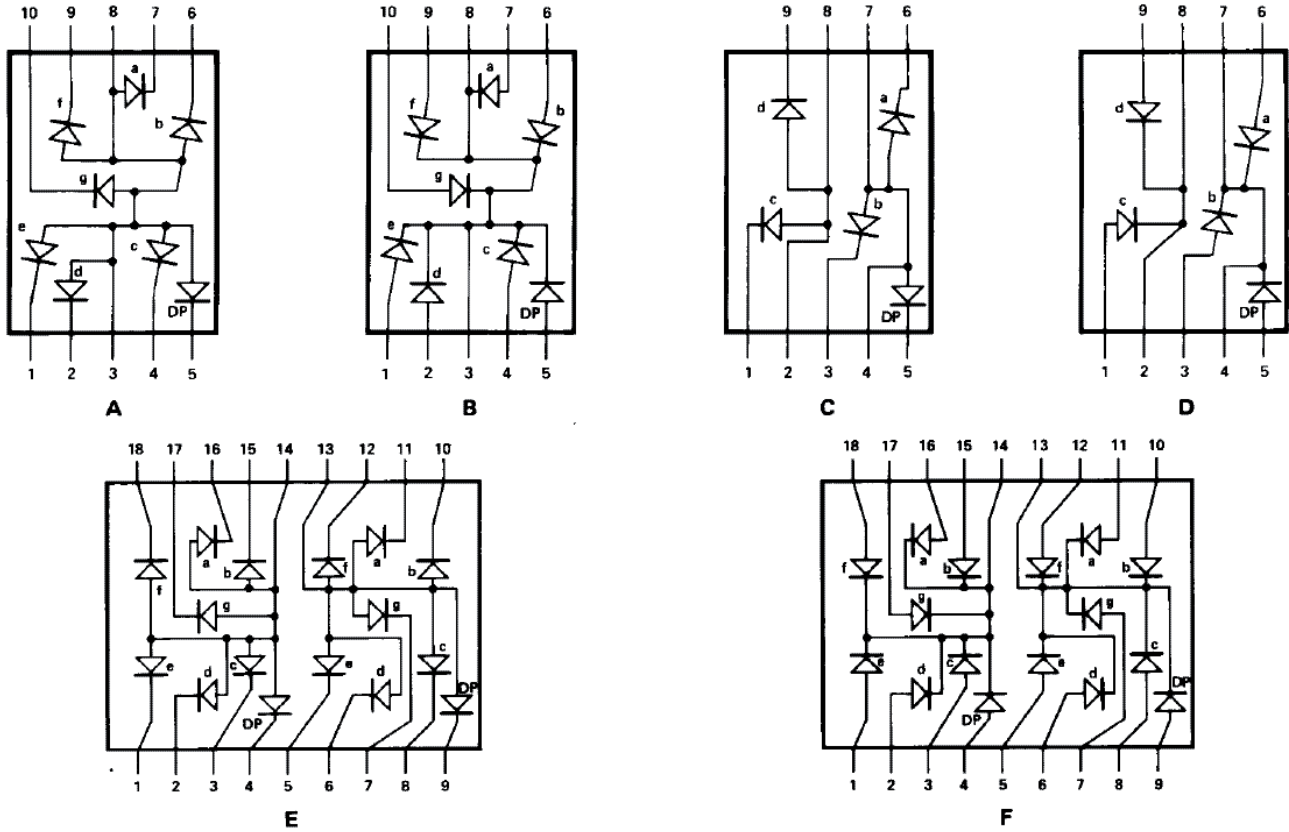 10 9 8 7 6
a
f
b
g
e
c
d
DP
1 2 3 4 5
A
10 9 8 7 6
a
f
b
g
e
c
d
DP
1 2 3 4 5
B
9 8 7 6
d
a
c
b
DP
1 2 3 4 5
C
9 8 7 6
d
a
b
c
DP
1 2 3 4 5
D
18 17 16 15 14 13 12 11 10
a a
f b f b
g g
e d c e d c
DP DP
1 2 3 4 5 6 7 8 9
E
18 17 16 15 14 13 12 11 10
a a
f b f b
g g
e d c e d c
DP DP
1 2 3 4 5 6 7 8 9
F